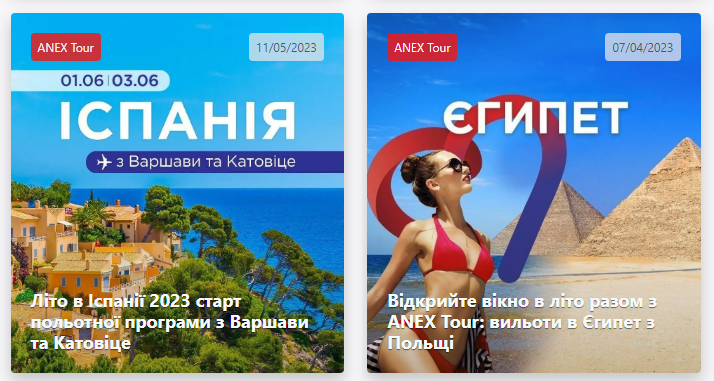 ANEX Tour
11/05/2023
01.06 | 03.06
ІСПАНІЯ
з Варшави та Катовіце
Літо в Іспанії 2023 старт
польотної програми з Варшави
та Катовіце
ANEX Tour
07/04/2023
ЄГИПЕТ
Відкрийте вікно в літо разом з
ANEX Tour: вильоти в Єгипет з
Польщі